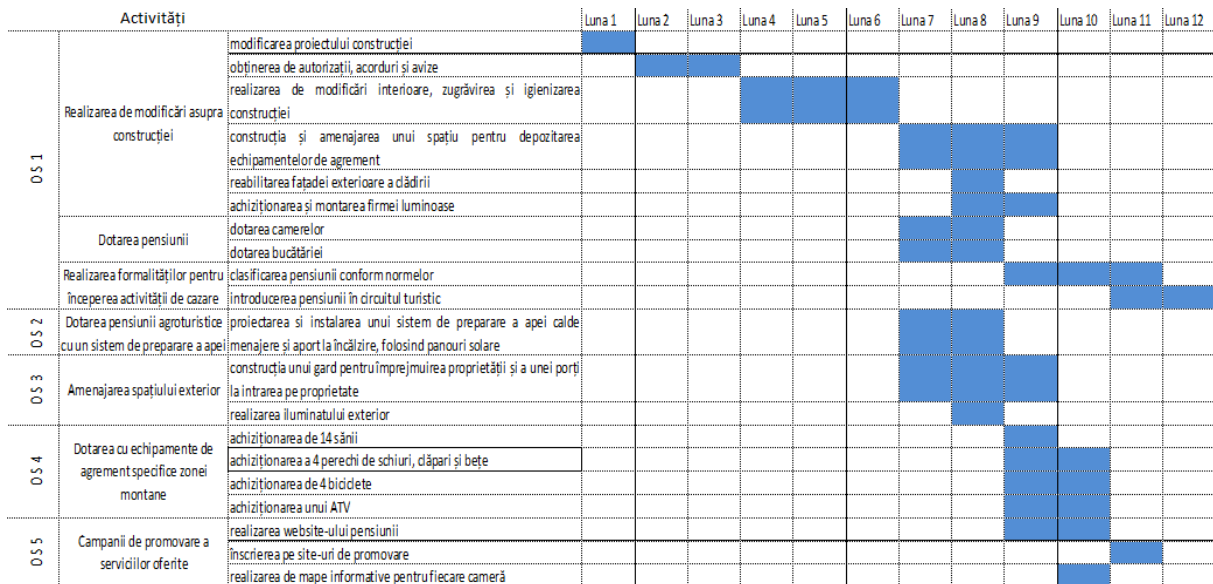 Activități
Luna 1 Luna 2 Luna 3 Luna 4 Luna 5 Luna 6 Luna 7 Luna 8 Luna 9 Luna 10 Luna 11 Luna 12
OS 1
Realizarea de modificări asupra
construcției
modificarea proiectului construcției
obținerea de autorizații, acorduri și avize
realizarea de modificări interioare, zugrăvirea și igienizarea
construcției
construcția și amenajarea unui spațiu pentru depozitarea
echipamentelor de agrement
reabilitarea fațadei exterioare a clădirii
achiziționarea și montarea firmei luminoase
Dotarea pensiunii
dotarea camerelor
dotarea bucătăriei
Realizarea formalităților pentru
începerea activității de cazare
clasificarea pensiunii conform normelor
introducerea pensiunii în circuitul turistic
OS 2
Dotarea pensiunii agroturistice
cu un sistem de preparare a apei
proiectarea si instalarea unui sistem de preparare a apei calde
menajere si aport la încălzire, folosind panouri solare
OS 3
Amenajarea spațiului exterior
construcția unui gard pentru împrejmuirea proprietății și a unei porți
la intrarea pe proprietate
realizarea iluminatului exterior
OS 4
Dotarea cu echipamente de
agrement specifice zonei
montane
achiziționarea de 14 sănii
achiziționarea a 4 perechi de schiuri, clăpari și bețe
achiziționarea de 4 biciclete
achiziționarea unui ATV
OS 5
Campanii de promovare a
serviciilor oferite
realizarea website-ului pensiunii
înscrierea pe site-uri de promovare
realizarea de mape informative pentru fiecare cameră